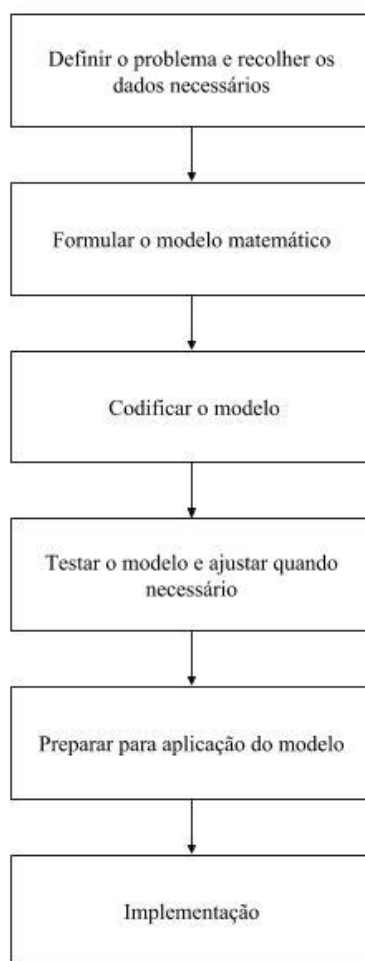 Definir o problema e recolher os
dados necessários
Formular o modelo matemático
Codificar o modelo
Testar o modelo e ajustar quando
necessário
Preparar para aplicação do modelo
Implementação